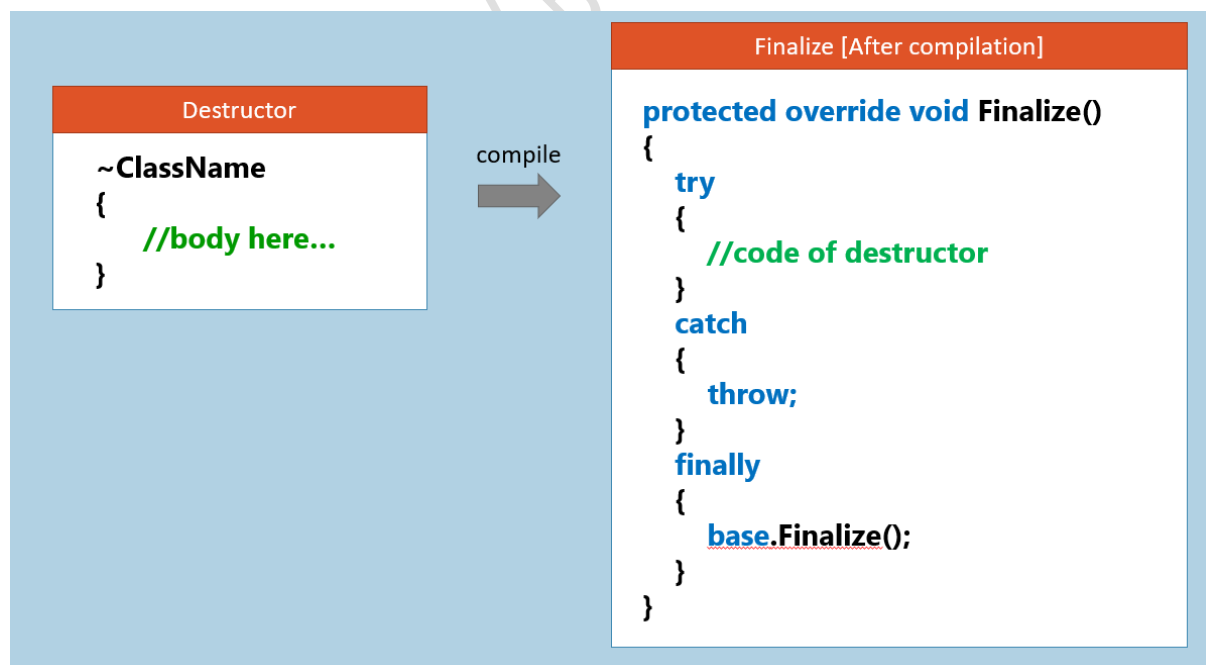 Destructor
~ClassName
{
//body here...
}
compile
Finalize [After compilation]
protected override void Finalize()
{
try
{
//code of destructor
}
catch
{
throw;
}
finally
{
base.Finalize();
}
}